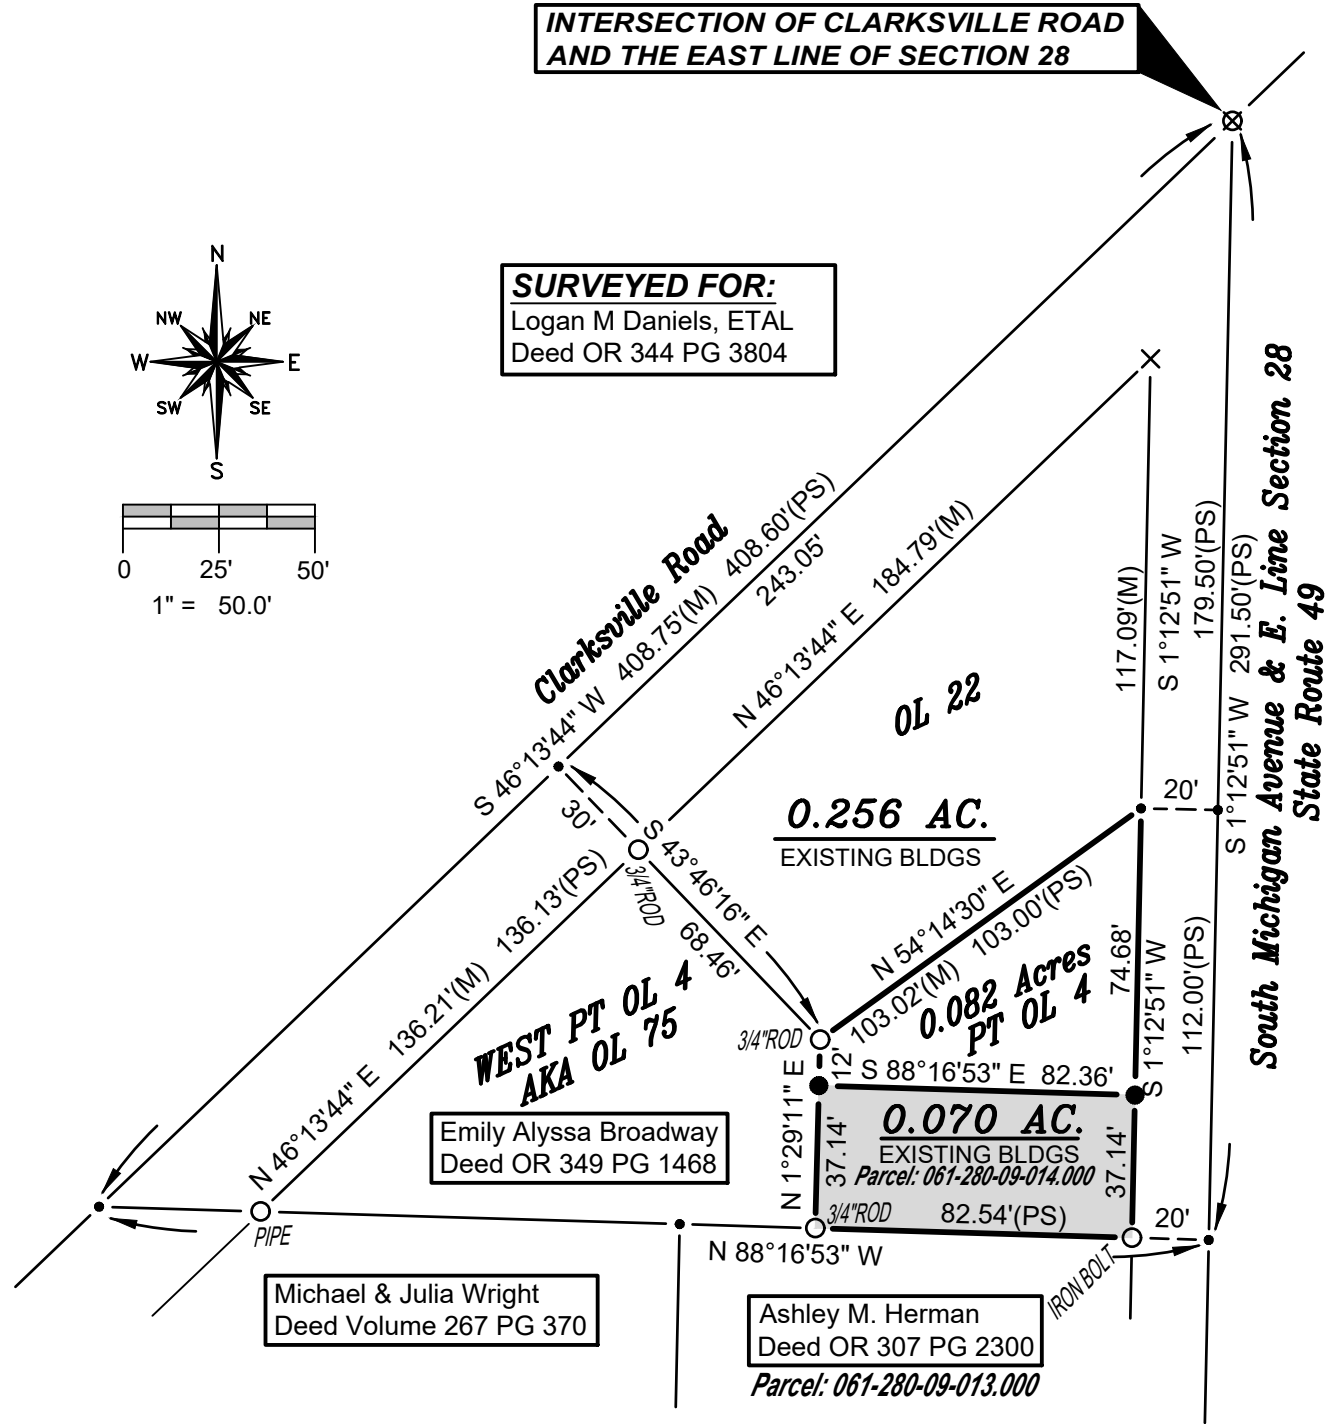 INTERSECTION OF CLARKSVILLE ROAD
AND THE EAST LINE OF SECTION 28
N
NW
NE
W
E
SW
SE
S
0 25' 50'
1" = 50.0'
SURVEYED FOR:
Logan M Daniels, ETAL
Deed OR 344 PG 3804
Clarksville Road
S 46°13'44" W 408.75'(M) 408.60'(PS)
243.05'
N 46°13'44" E 184.79'(M)
117.09'(M)
S 1°12'51" W
179.50'(PS)
S 1°12'51" W 291.50'(PS)
South Michigan Avenue & E. Line Section 28
State Route 49
OL 22
0.256 AC.
EXISTING BLDGS
20'
30'
3/4"ROD
S 43°46'16" E
68.46'
N 46°13'44" E 136.21'(M) 136.13'(PS)
WEST PT OL 4
AKA OL 75
N 54°14'30" E
103.02'(M) 103.00'(PS)
0.082 Acres
PT OL 4
74.68'
S 1°12'51" W
112.00'(PS)
3/4"ROD
12'
S 88°16'53" E 82.36'
N 1°29'11" E
37.14'
0.070 AC.
EXISTING BLDGS
Parcel: 061-280-09-014.000
37.14'
3/4"ROD
82.54'(PS)
20'
Emily Alyssa Broadway
Deed OR 349 PG 1468
PIPE
N 88°16'53" W
IRON BOLT
Michael & Julia Wright
Deed Volume 267 PG 370
Ashley M. Herman
Deed OR 307 PG 2300
Parcel: 061-280-09-013.000